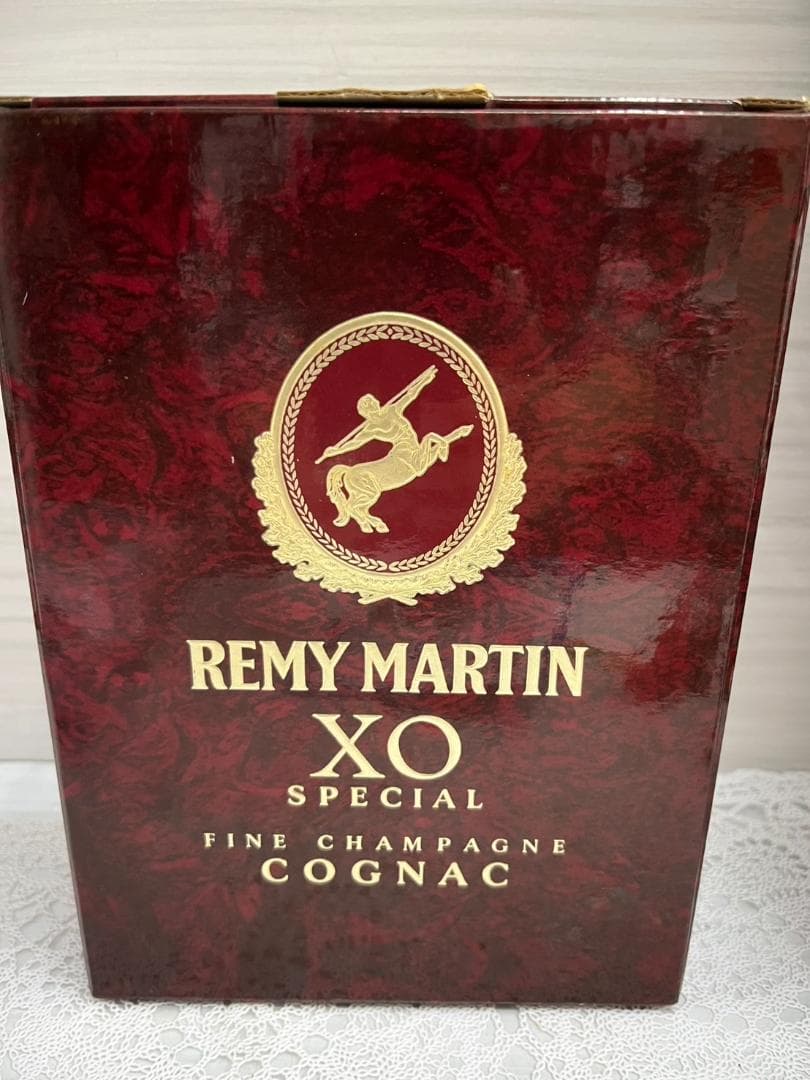 REMY MARTIN
XO
SPECIAL
FINE CHAMPAGNE
COGNAC